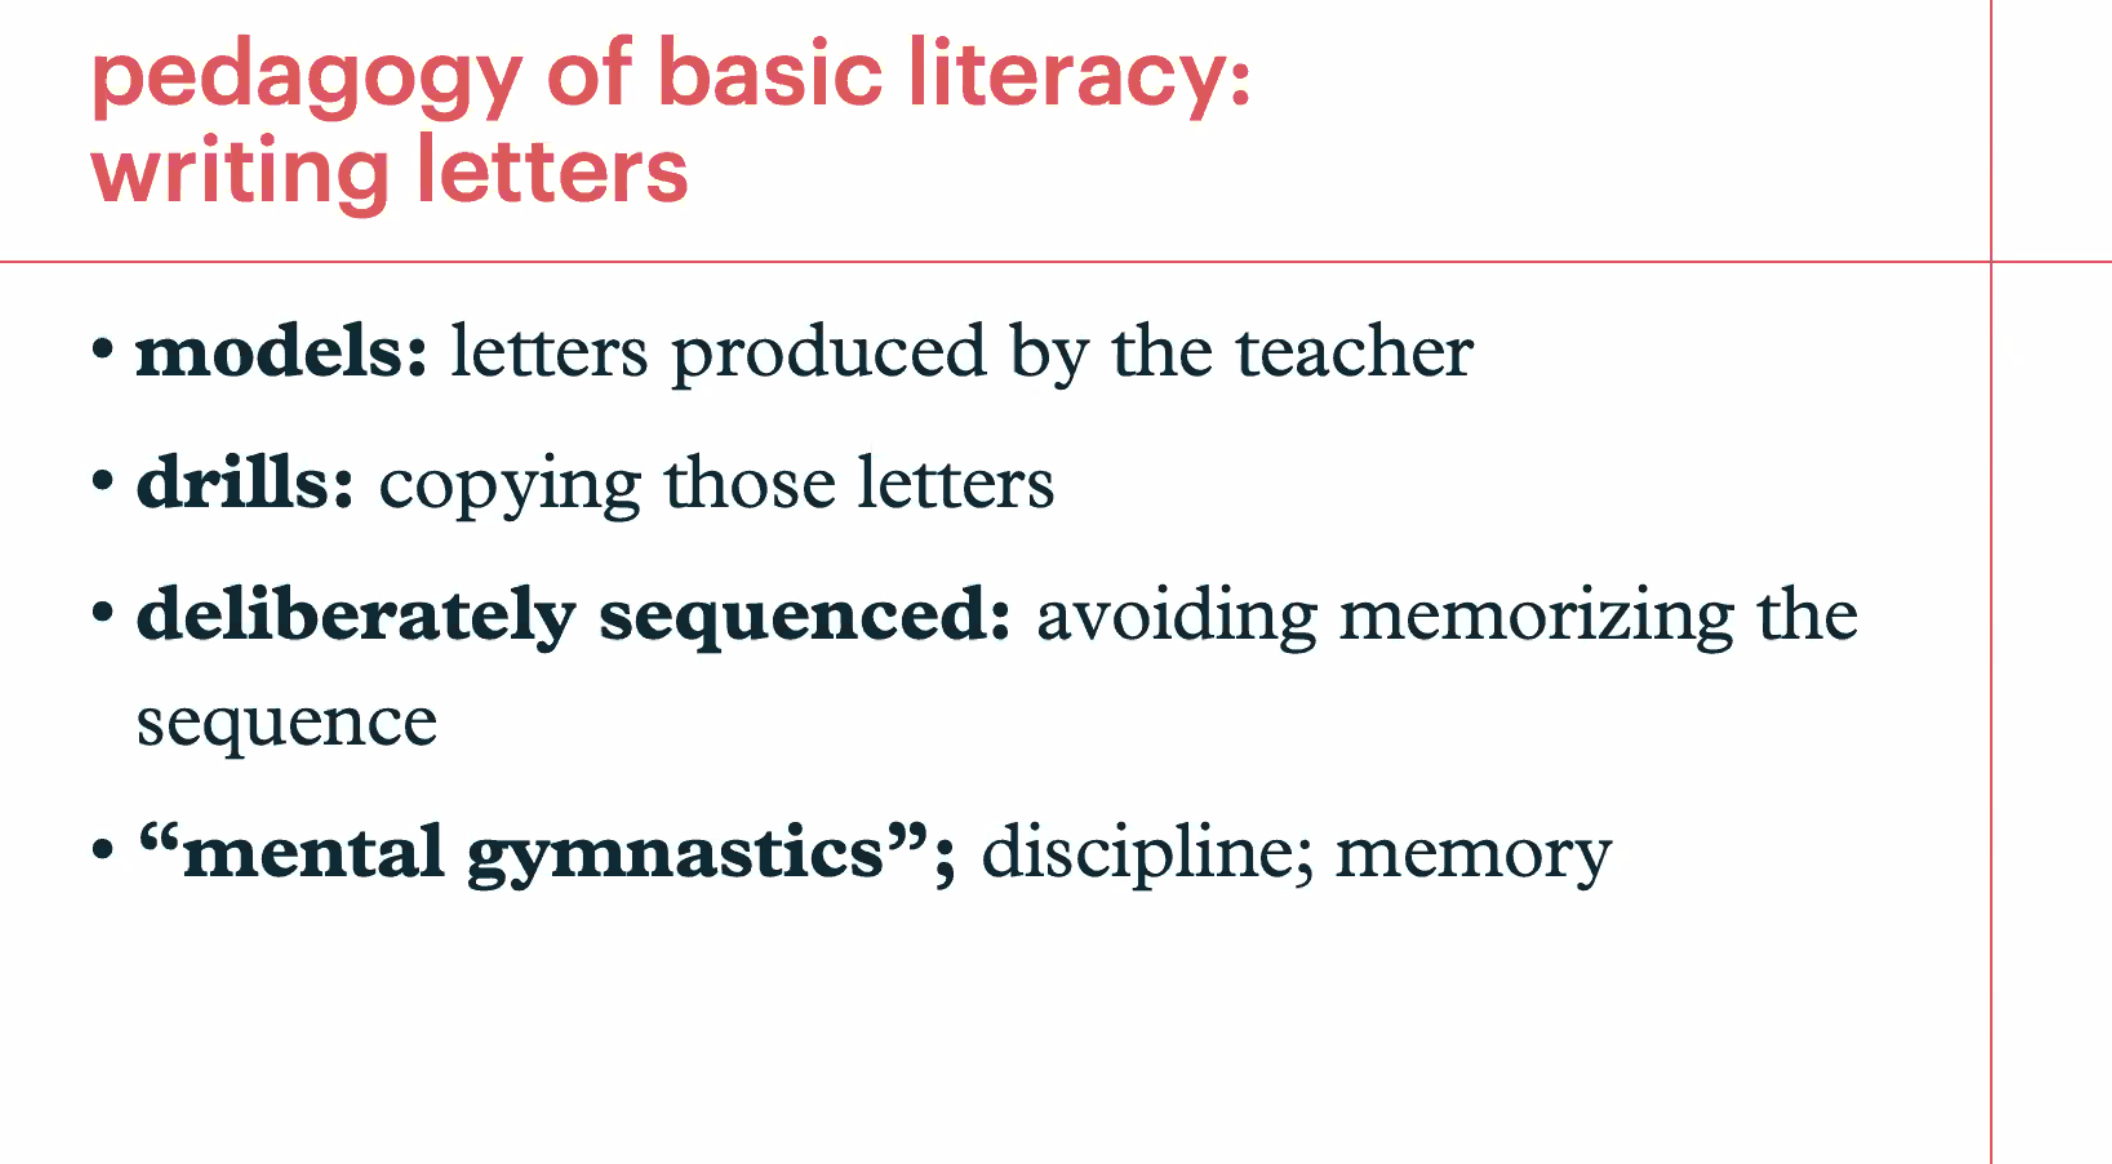 pedagogy of basic literacy:
writing letters
• models: letters produced by the teacher
• drills: copying those letters
• deliberately sequenced: avoiding memorizing the
sequence
• “mental gymnastics”; discipline; memory